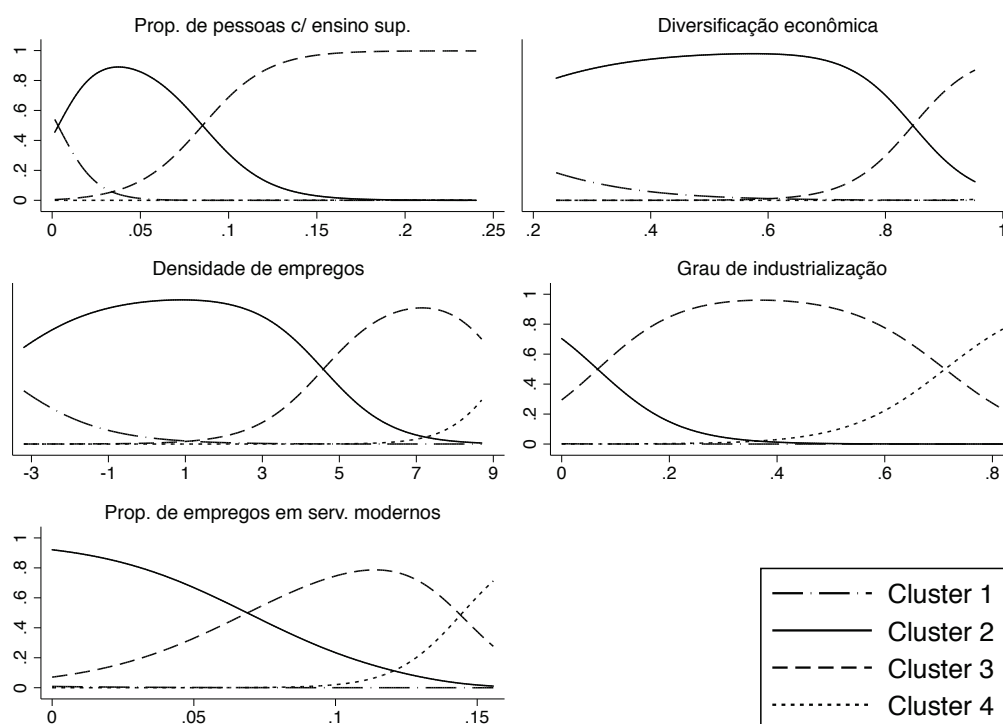 Prop. de pessoas c/ ensino sup.
1
.8
.6
.4
.2
0
0 .05 .1 .15 .2 .25
Diversificação econômica
.2 .4 .6 .8 1
Densidade de empregos
-3 -1 1 3 5 7 9
Grau de industrialização
1
.8
.6
.4
.2
0
0 .2 .4 .6 .8
Prop. de empregos em serv. modernos
1
.8
.6
.4
.2
0
0 .05 .1 .15
Cluster 1
Cluster 2
Cluster 3
Cluster 4